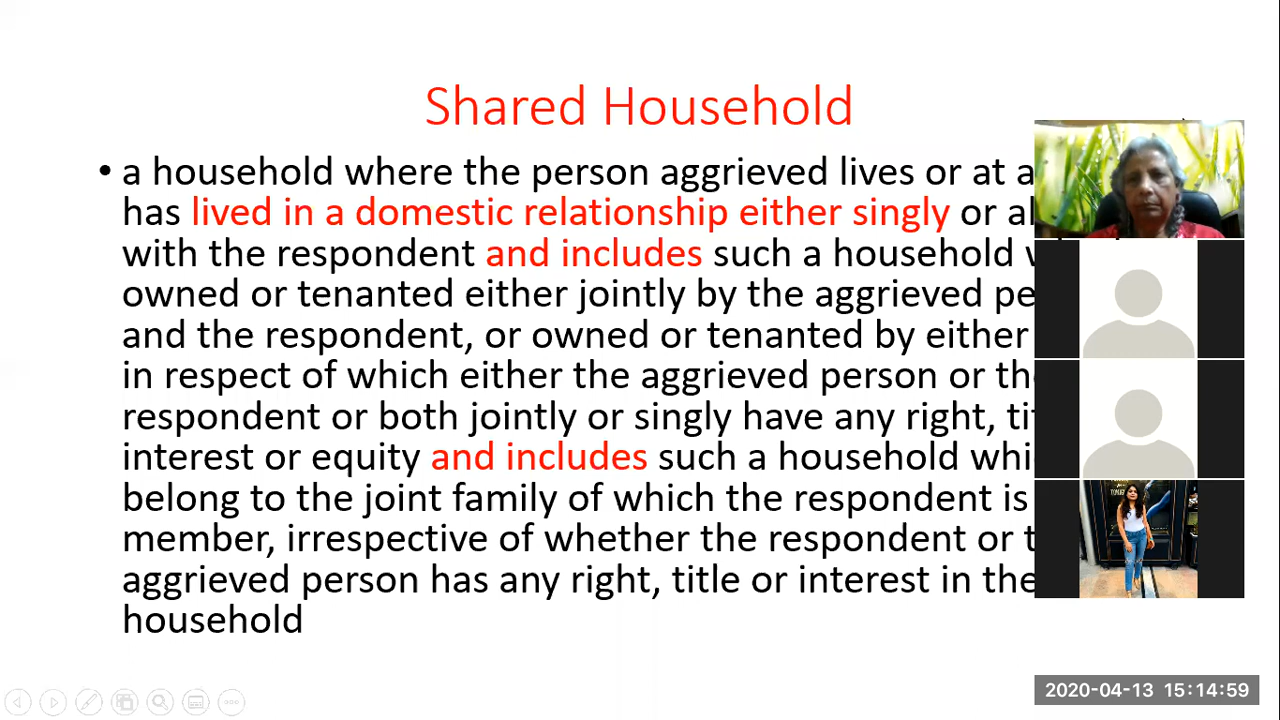 Shared Household
• a household where the person aggrieved lives or at a
has lived in a domestic relationship either singly or al
with the respondent and includes such a household
owned or tenanted either jointly by the aggrieved pe
and the respondent, or owned or tenanted by either
in respect of which either the aggrieved person or the
respondent or both jointly or singly have any right, tit
interest or equity and includes such a household whi
belong to the joint family of which the respondent is
member, irrespective of whether the respondent or t
aggrieved person has any right, title or interest in the
household
2020-04-13 15:14:59